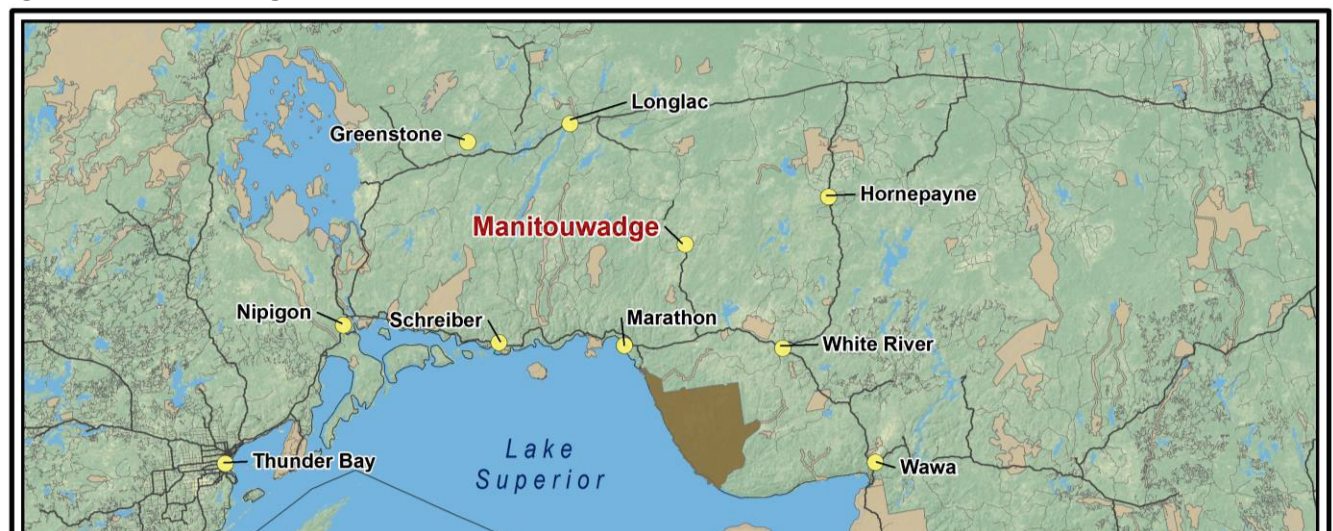 Longlac
Greenstone
Hornepayne
Manitouwadge
Nipigon
Schreiber
Marathon
White River
Lake
Superior
Thunder Bay
Wawa